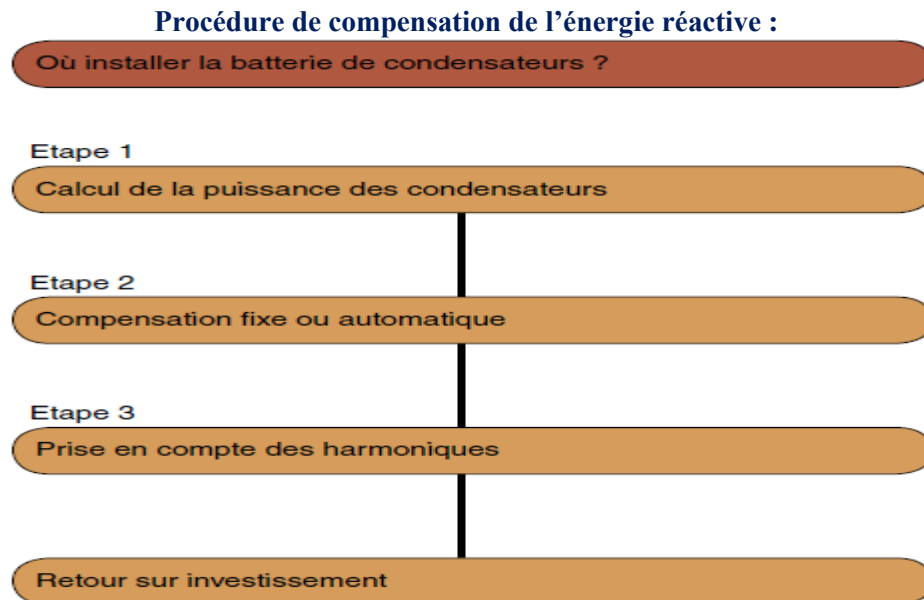 Procédure de compensation de l’énergie réactive :
Où installer la batterie de condensateurs ?
Etape 1
Calcul de la puissance des condensateurs
Etape 2
Compensation fixe ou automatique
Etape 3
Prise en compte des harmoniques
Retour sur investissement